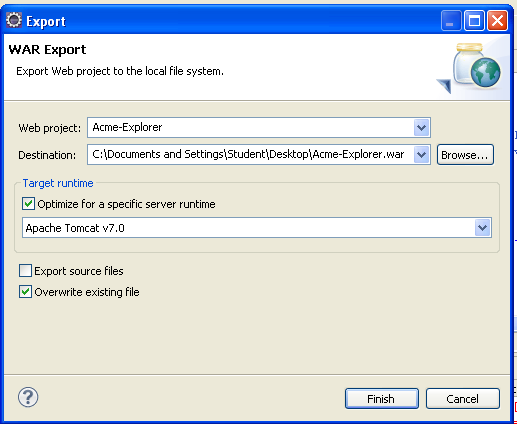 Export
WAR Export
Export Web project to the local file system.
Web project: Acme-Explorer
Destination: C:\Documents and Settings\Student\Desktop\Acme-Explorer.war Browse...
Target runtime
Optimize for a specific server runtime
Apache Tomcat v7.0
Export source files
Overwrite existing file
? Finish Cancel